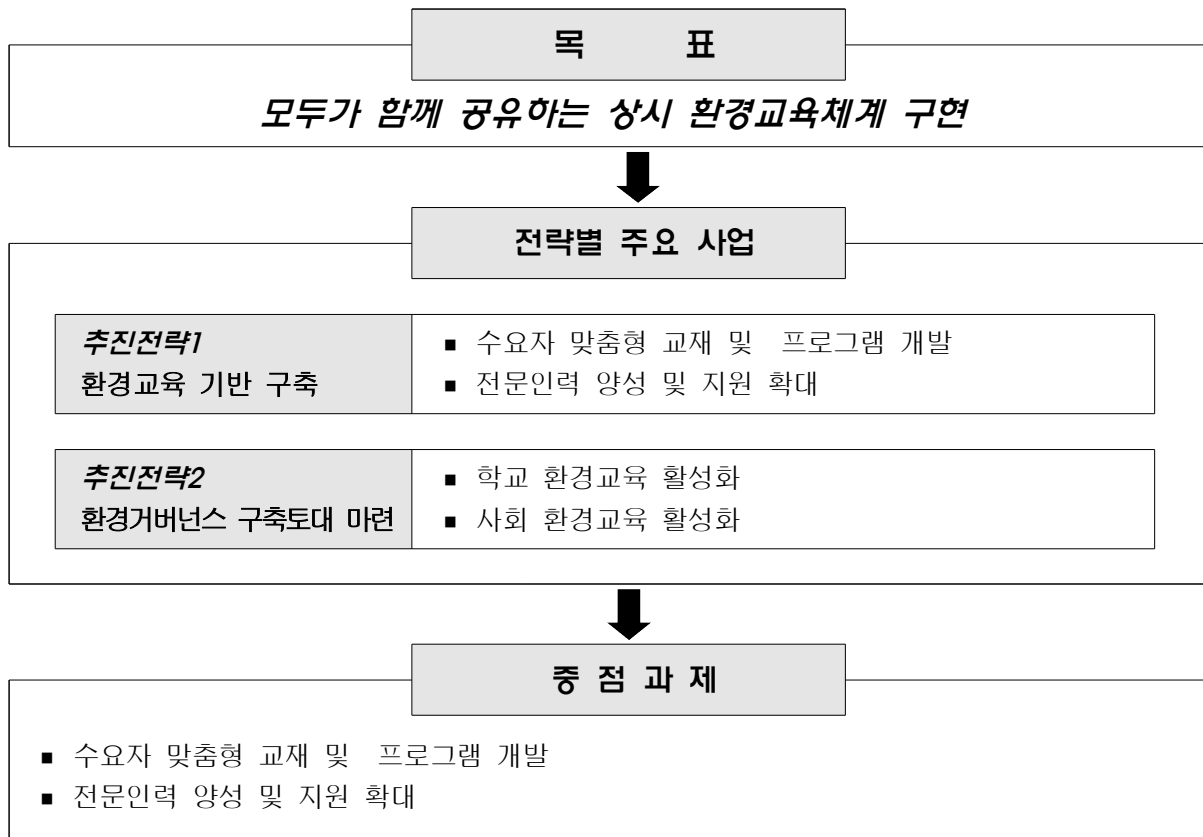 목 표
모두가 함께 공유하는 상시 환경교육체계 구현
전략별 주요 사업
추진전략1
환경교육 기반 구축
▪ 수요자 맞춤형 교재 및 프로그램 개발
▪ 전문인력 양성 및 지원 확대
추진전략2
환경거버넌스 구축토대 마련
▪ 학교 환경교육 활성화
▪ 사회 환경교육 활성화
중 점 과 제
▪ 수요자 맞춤형 교재 및 프로그램 개발
▪ 전문인력 양성 및 지원 확대